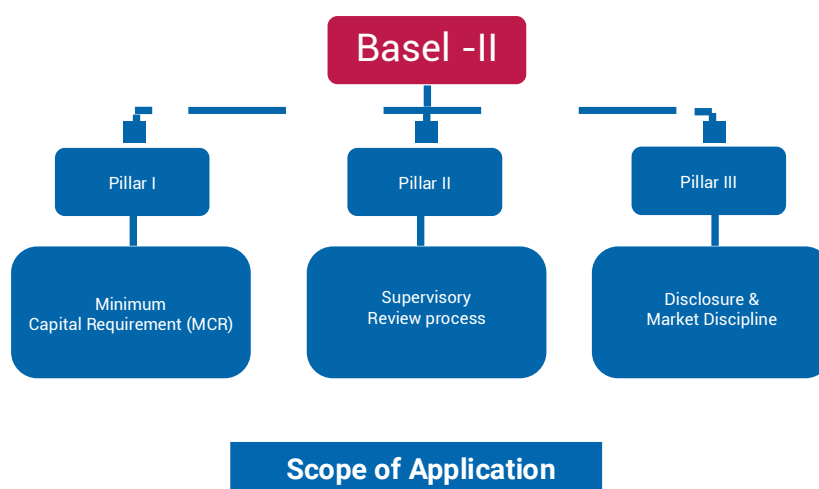 Basel -II
Pillar I
Pillar II
Pillar III
Minimum
Capital Requirement (MCR)
Supervisory
Review process
Disclosure &
Market Discipline
Scope of Application